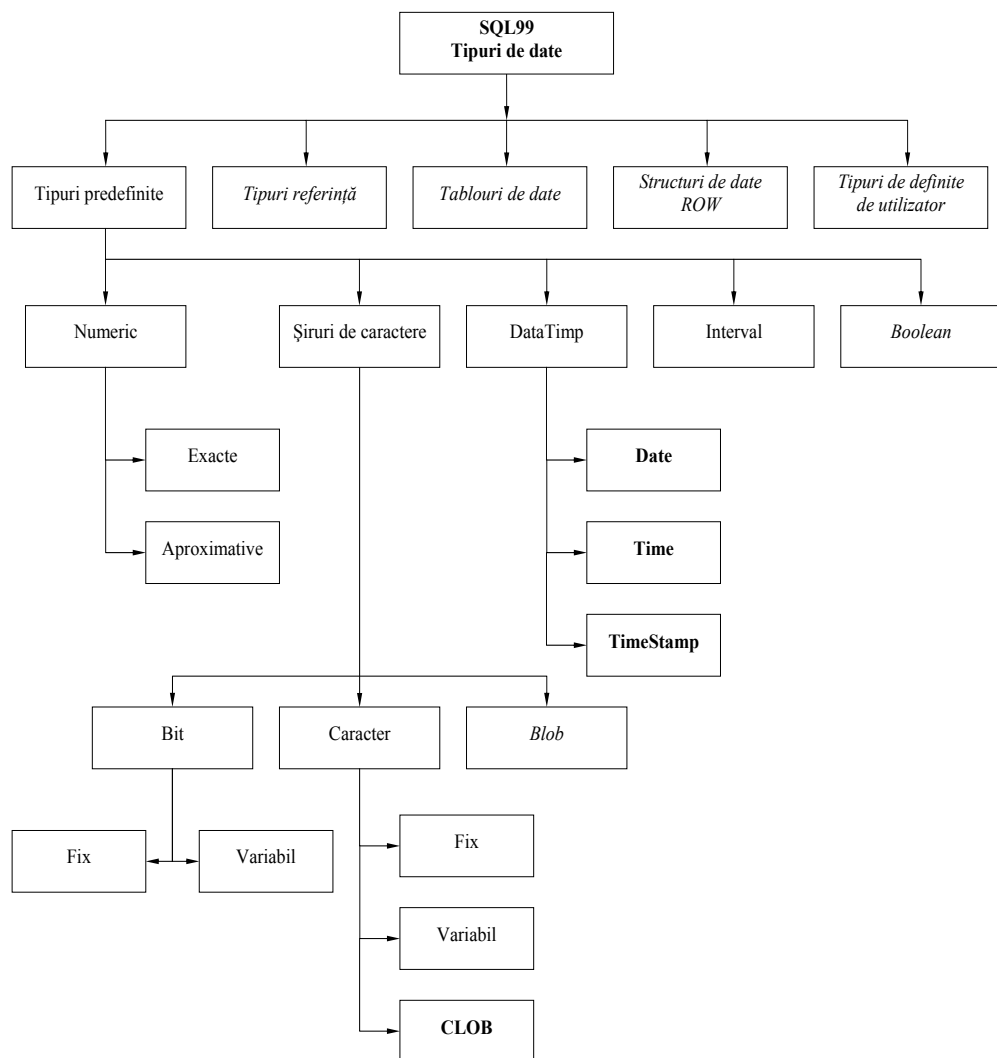 SQL99
Tipuri de date
Tipuri predefinite
Tipuri referință
Tablouri de date
Structuri de date
ROW
Tipuri de definite
de utilizator
Numeric
Șiruri de caractere
DataTimp
Interval
Boolean
Exacte
Date
Aproximative
Time
TimeStamp
Bit
Caracter
Blob
Fix
Variabil
Fix
Variabil
CLOB